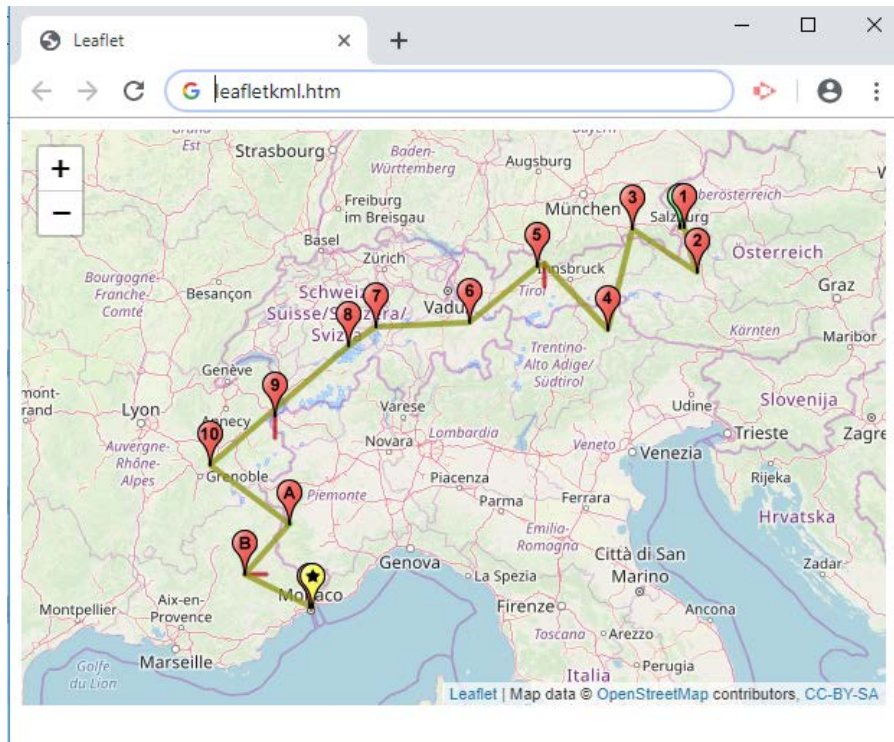 Leaflet
leafletkml.htm
+
−
Grand
Est
Strasbourg
Baden-
Württemberg
Augsburg
Bayern
München
Salzburg
Oberösterreich
Österreich
Graz
Maribor
Kärnten
Freiburg
im Breisgau
Basel
Zürich
Bourgogne-
Franche-
Comté
Besançon
Schweiz/
Suisse/Svizzera/
Svizra
Vaduz
Tirol
Innsbruck
Trentino-
Alto Adige/
Südtirol
Genève
Annecy
Lyon
Auvergne-
Rhône-
Alpes
Grenoble
Varese
Novara
Lombardia
Piemonte
Piacenza
Parma
Ferrara
Veneto
Venezia
Udine
Trieste
Slovenija
Rijeka
Hrvatska
Zadar
Emilia-
Romagna
Genova
La Spezia
Città di San
Marino
Firenze
Toscana
Arezzo
Ancona
Perugia
Italia
Monaco
Aix-en-
Provence
Montpellier
Marseille
Golfe
du Lion
1
2
3
4
5
6
7
8
9
10
A
B
Leaflet | Map data © OpenStreetMap contributors, CC-BY-SA